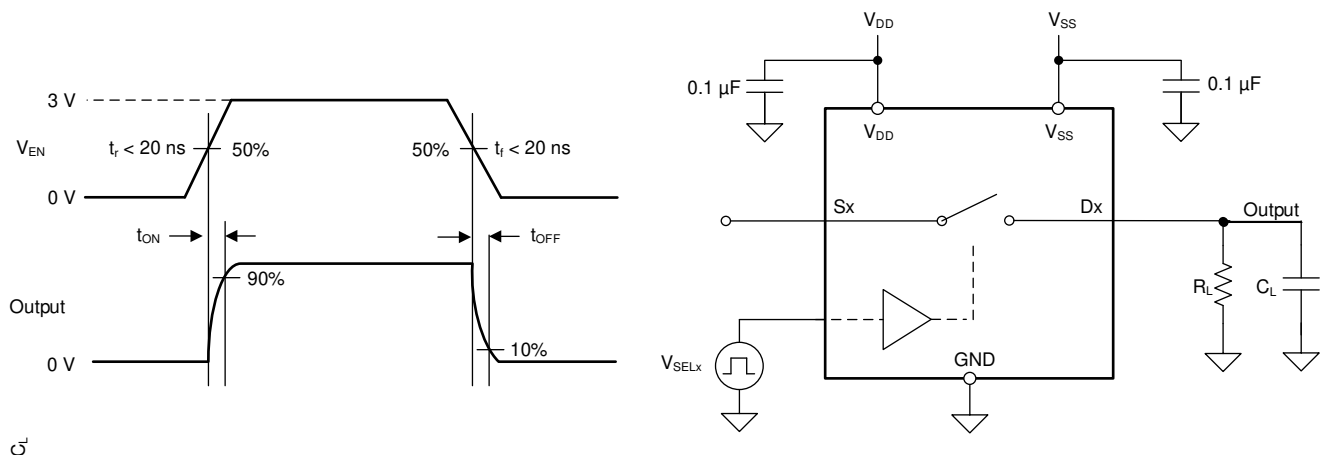 3 V
V_EN
0 V
t_r < 20 ns
50%
50%
t_f < 20 ns
t_ON
t_OFF
90%
Output
0 V
10%
C_L
V_DD
V_SS
0.1 µF
0.1 µF
V_DD
V_SS
Sx
Dx
Output
R_L
C_L
V_SELx
GND